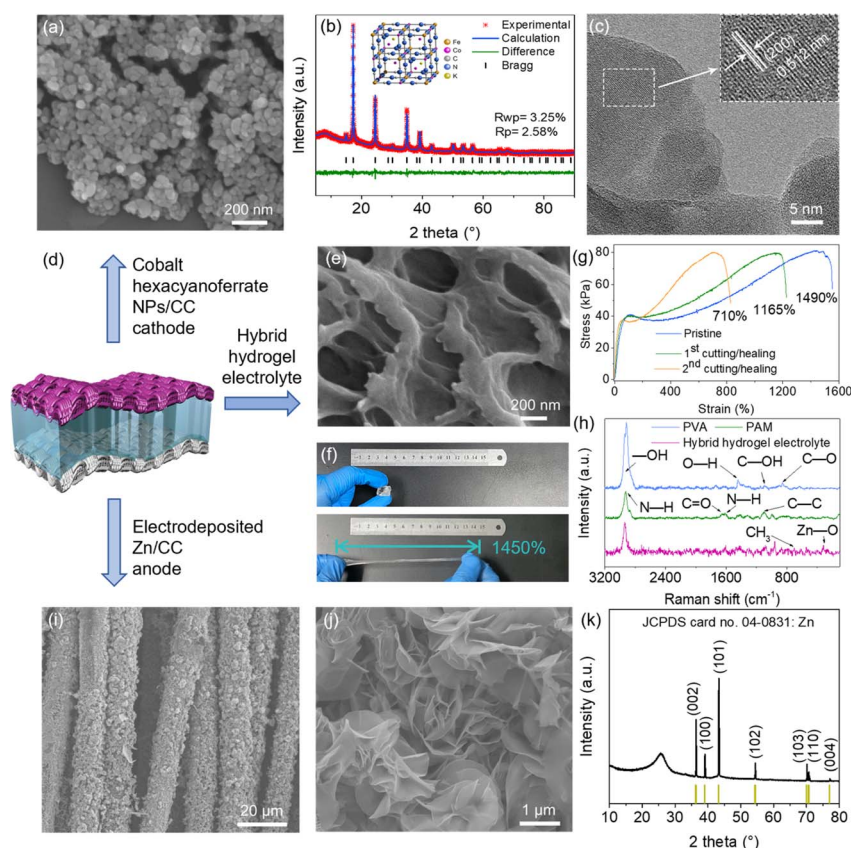 (a)
200 nm
(b)
Fe
Co
C
N
K
Experimental
Calculation
Difference
Bragg
Rwp= 3.25%
Rp= 2.58%
Intensity (a.u.)
20 40 60 80
2 theta (°)
(c)
(200)
0.512 nm
5 nm
(d)
Cobalt
hexacyanoferrate
NPs/CC
cathode
Hybrid
hydrogel
electrolyte
Electrodeposited
Zn/CC
anode
(e)
200 nm
(f)
1450%
(g)
Stress (kPa)
120
80
40
0
710%
1165%
1490%
Pristine
1st cutting/healing
2nd cutting/healing
0 400 800 1200 1600
Strain (%)
(h)
PVA PAM
Hybrid hydrogel electrolyte
—OH
O—H
C—OH
C—O
N—H
C=O
N—H
C—C
CH3
Zn—O
Intensity (a.u.)
3200 2400 1600 800
Raman shift (cm-1)
(i)
20 μm
(j)
1 μm
(k)
JCPDS card no. 04-0831: Zn
(002)
(100)
(101)
(102)
(103)
(110)
(004)
Intensity (a.u.)
10 20 30 40 50 60 70 80
2 theta (°)